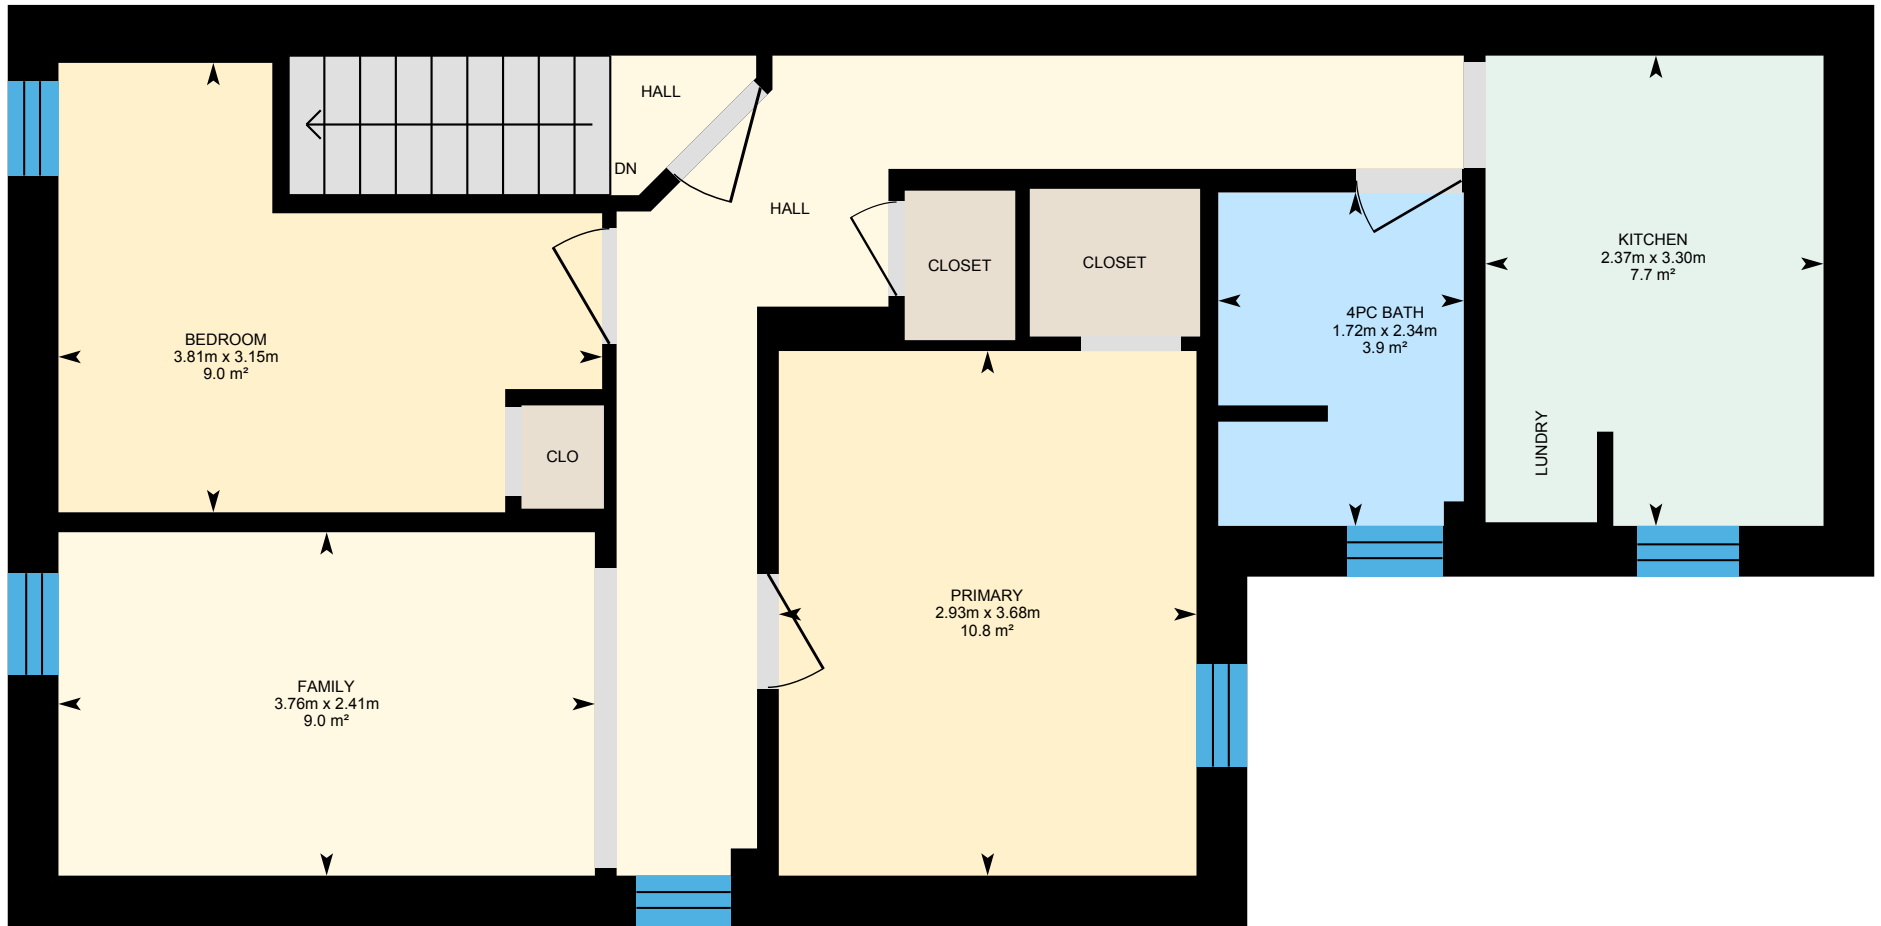 HALL
DN
HALL
CLOSET
CLOSET
KITCHEN
2.37m x 3.30m
7.7 m²
4PC BATH
1.72m x 2.34m
3.9 m²
BEDROOM
3.81m x 3.15m
9.0 m²
CLO
LUNDRY
PRIMARY
2.93m x 3.68m
10.8 m²
FAMILY
3.76m x 2.41m
9.0 m²